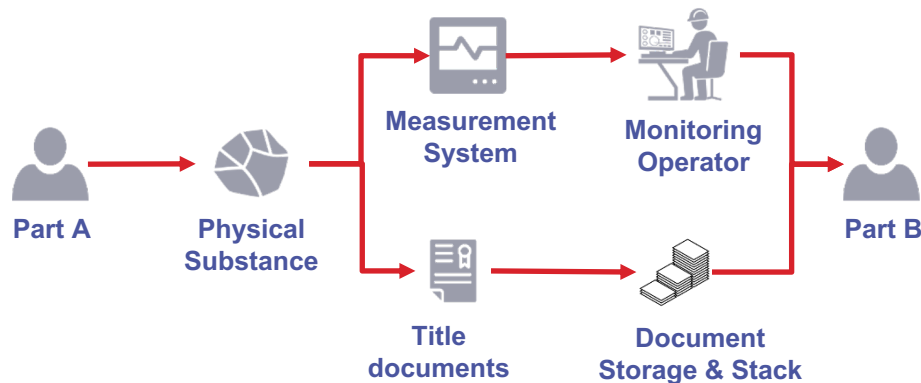 Measurement
System
Monitoring
Operator
Part A
Physical
Substance
Part B
Title
documents
Document
Storage & Stack